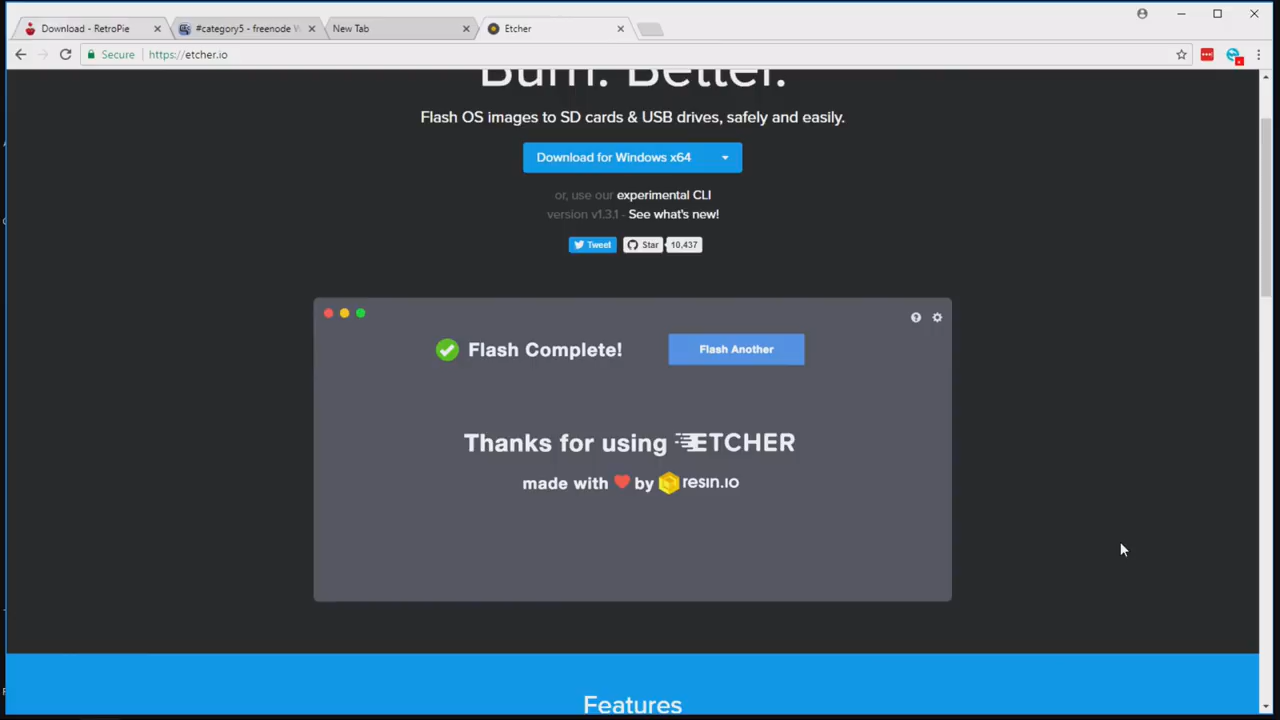 Download - RetroPie
#category5 - freenode W
New Tab
Etcher
Secure
https://etcher.io
Burn. Better.
Flash OS images to SD cards & USB drives, safely and easily.
Download for Windows x64
or, use our experimental CLI
version v1.3.1 - See what's new!
Tweet
Star
10,437
Flash Complete!
Flash Another
Thanks for using ETCHER
made with by resin.io
Features